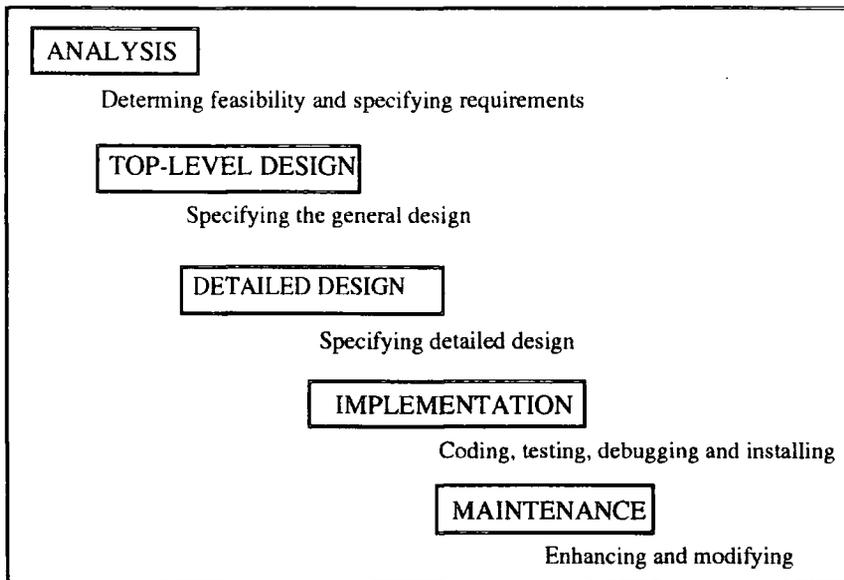 ANALYSIS
Determing feasibility and specifying requirements
TOP-LEVEL DESIGN
Specifying the general design
DETAILED DESIGN
Specifying detailed design
IMPLEMENTATION
Coding, testing, debugging and installing
MAINTENANCE
Enhancing and modifying